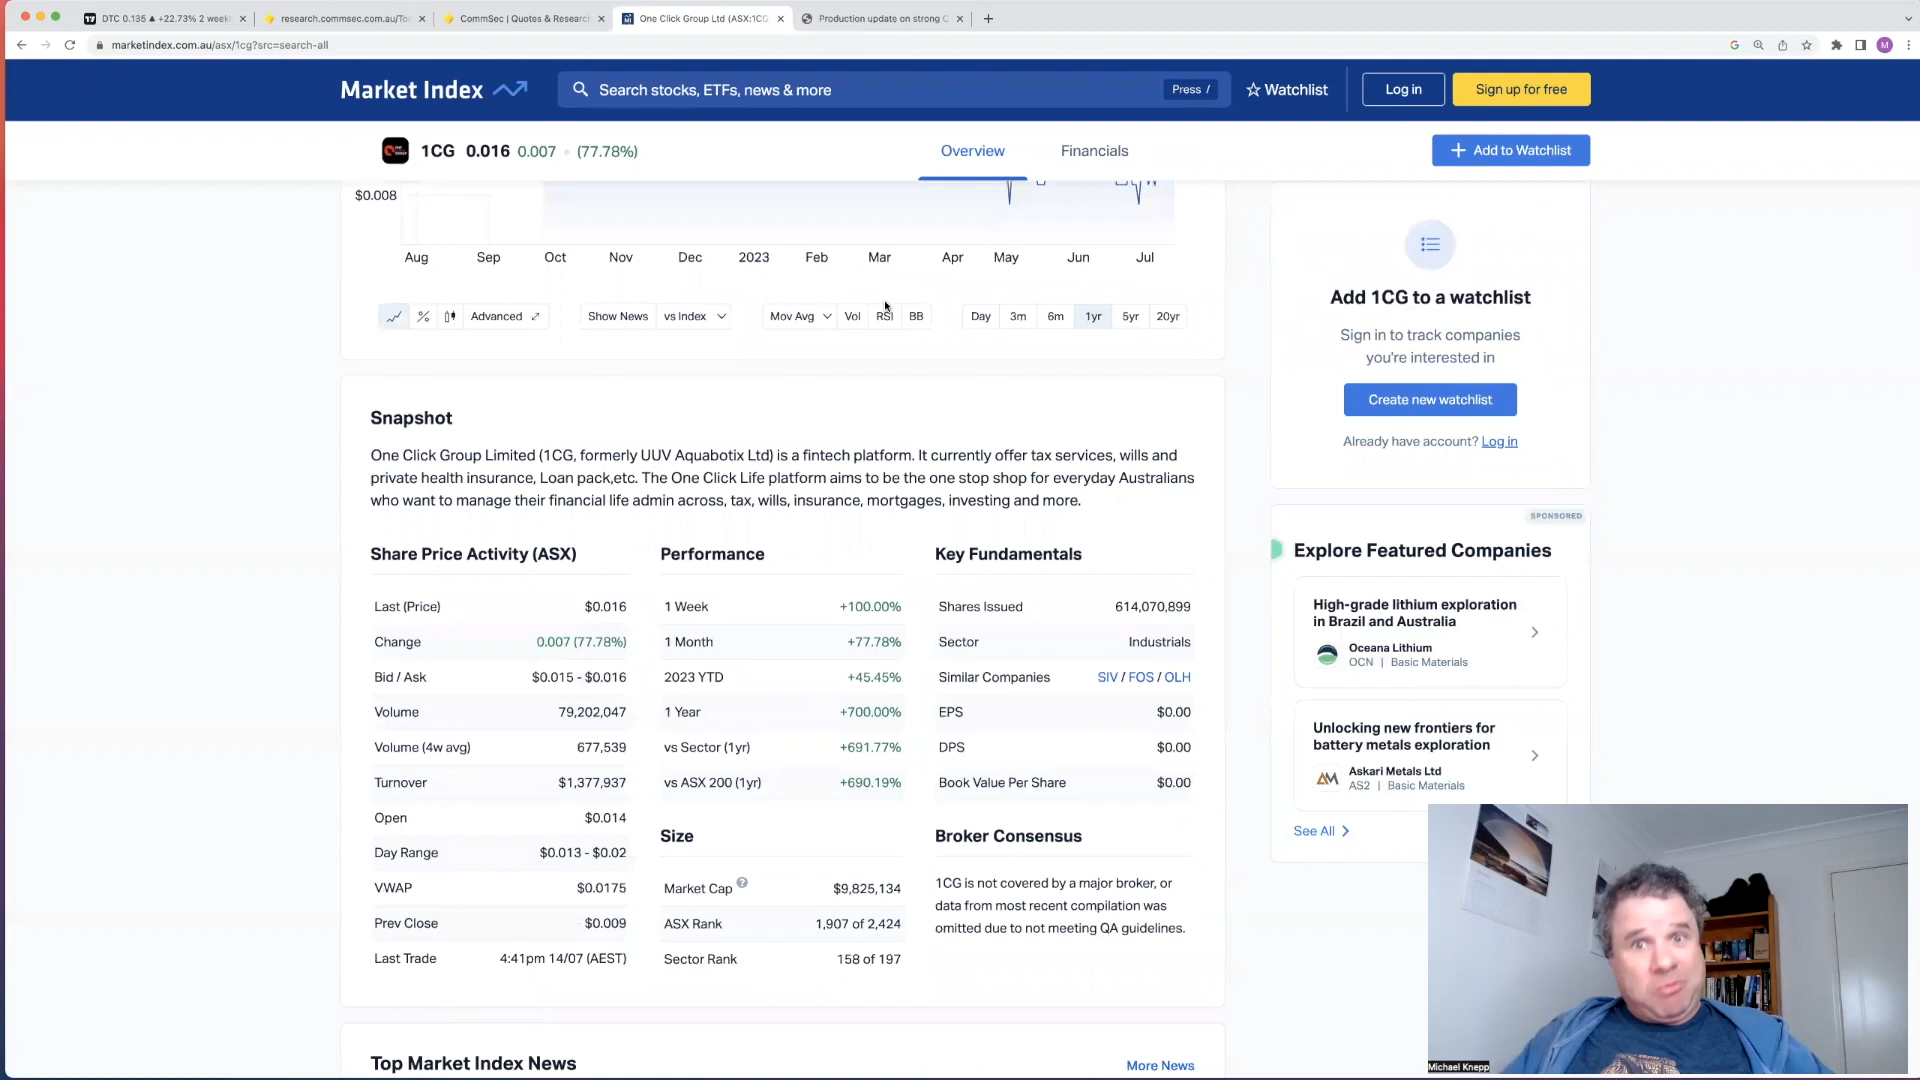 DTC 0.135 ▲ +22.73% 2 weekl
research.commsec.com.au/To
CommSec | Quotes & Research
One Click Group Ltd (ASX:1CG
Production update on strong Q
marketindex.com.au/asx/1cg?src=search-all
M
Market Index
Search stocks, ETFs, news & more
Press /
Watchlist
Log in
Sign up for free
1CG 0.016 0.007 • (77.78%)
Overview
Financials
+ Add to Watchlist
$0.008
Aug Sep Oct Nov Dec 2023 Feb Mar Apr May Jun Jul
% Advanced
Show News vs Index
Mov Avg Vol RSI BB
Day 3m 6m 1yr 5yr 20yr
Add 1CG to a watchlist
Sign in to track companies
you're interested in
Create new watchlist
Already have account? Log in
Snapshot
One Click Group Limited (1CG, formerly UUV Aquabotix Ltd) is a fintech platform. It currently offer tax services, wills and
private health insurance, Loan pack,etc. The One Click Life platform aims to be the one stop shop for everyday Australians
who want to manage their financial life admin across, tax, wills, insurance, mortgages, investing and more.
Share Price Activity (ASX)
Last (Price) $0.016
Change 0.007 (77.78%)
Bid / Ask $0.015 - $0.016
Volume 79,202,047
Volume (4w avg) 677,539
Turnover $1,377,937
Open $0.014
Day Range $0.013 - $0.02
VWAP $0.0175
Prev Close $0.009
Last Trade 4:41pm 14/07 (AEST)
Performance
1 Week +100.00%
1 Month +77.78%
2023 YTD +45.45%
1 Year +700.00%
vs Sector (1yr) +691.77%
vs ASX 200 (1yr) +690.19%
Size
Market Cap ? $9,825,134
ASX Rank 1,907 of 2,424
Sector Rank 158 of 197
Key Fundamentals
Shares Issued 614,070,899
Sector Industrials
Similar Companies SIV / FOS / OLH
EPS $0.00
DPS $0.00
Book Value Per Share $0.00
Broker Consensus
1CG is not covered by a major broker, or
data from most recent compilation was
omitted due to not meeting QA guidelines.
SPONSORED
Explore Featured Companies
High-grade lithium exploration
in Brazil and Australia
Oceana Lithium
OCN | Basic Materials
Unlocking new frontiers for
battery metals exploration
AM
Askari Metals Ltd
AS2 | Basic Materials
See All
Top Market Index News
More News
Michael Knepp